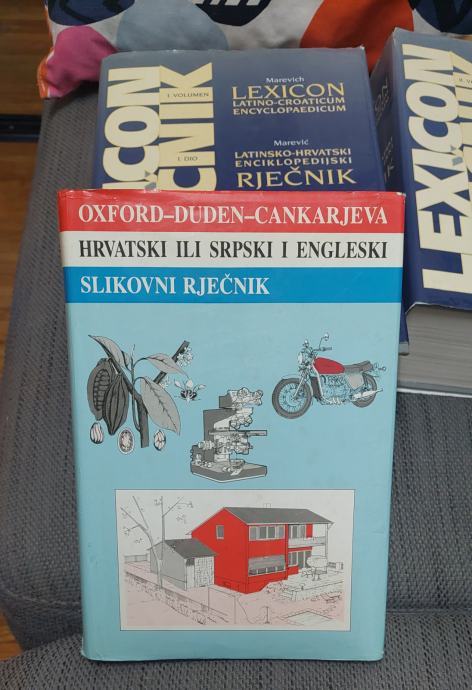 LEXICON
RJEČNIK
I VOLUMEN
I. DIO
Marevich
LEXICON
LATINO-CROATICUM
ENCYCLOPAEDICUM
Marević
LATINSKO-HRVATSKI
ENCIKLOPEDIJSKI
RJEČNIK
LEXICON
OXFORD–DUDEN–CANKARJEVA
HRVATSKI ILI SRPSKI I ENGLESKI
SLIKOVNI RJEČNIK